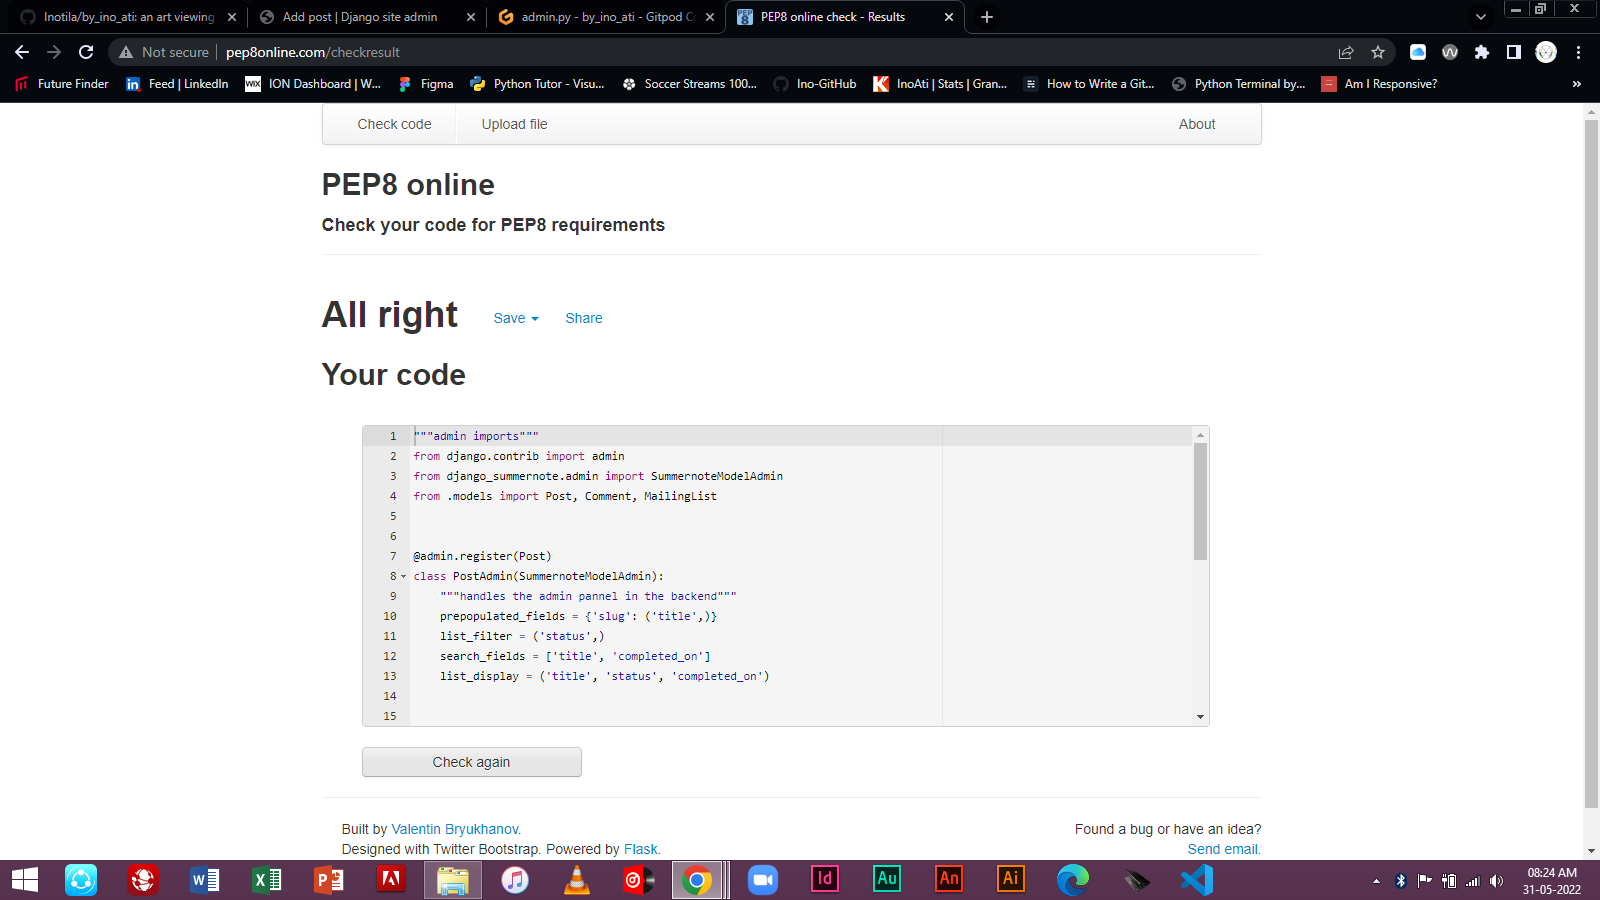 Inotila/by_ino_ati: an art viewing
Add post | Django site admin
admin.py - by_ino_ati - Gitpod Co
PEP8 online check - Results
Not secure
pep8online.com/checkresult
Future Finder
Feed | LinkedIn
WIX
ION Dashboard | W...
Figma
Python Tutor - Visu...
Soccer Streams 100...
Ino-GitHub
InoAti | Stats | Gran...
How to Write a Git...
Python Terminal by...
Am I Responsive?
»
Check code
Upload file
About
PEP8 online
Check your code for PEP8 requirements
All right
Save
Share
Your code
1 """admin imports"""
2 from django.contrib import admin
3 from django_summernote.admin import SummernoteModelAdmin
4 from .models import Post, Comment, MailingList
5
6
7 @admin.register(Post)
8 class PostAdmin(SummernoteModelAdmin):
9 """handles the admin pannel in the backend"""
10 prepopulated_fields = {'slug': ('title',)}
11 list_filter = ('status',)
12 search_fields = ['title', 'completed_on']
13 list_display = ('title', 'status', 'completed_on')
14
15
Check again
Built by Valentin Bryukhanov.
Designed with Twitter Bootstrap. Powered by Flask.
Found a bug or have an idea?
Send email.
Id
Au
An
Ai
08:24 AM
31-05-2022